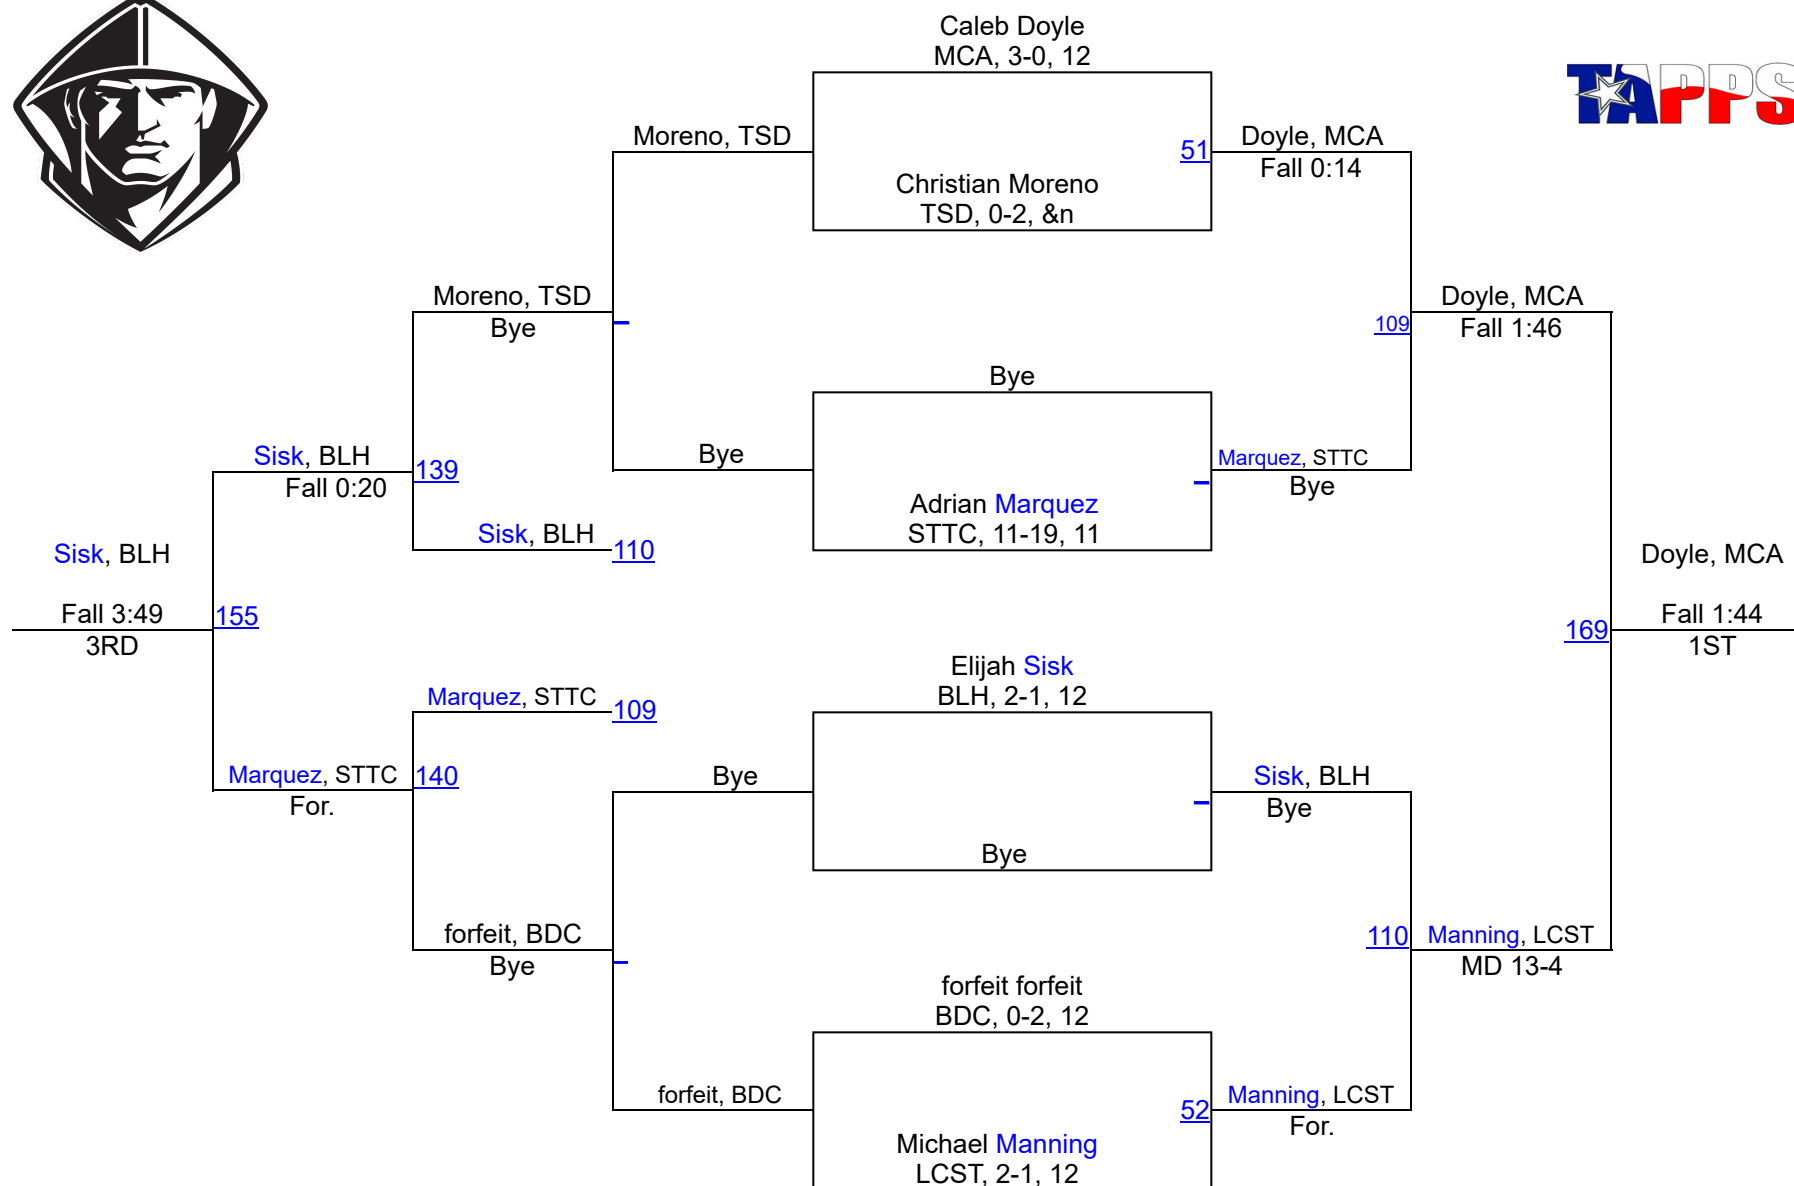 Caleb Doyle
MCA, 3-0, 12
TAPPS
Moreno, TSD
51
Doyle, MCA
Fall 0:14
Christian Moreno
TSD, 0-2, &n
Moreno, TSD
Bye
109
Doyle, MCA
Fall 1:46
Bye
Bye
Marquez, STTC
Bye
Adrian Marquez
STTC, 11-19, 11
Sisk, BLH
Fall 0:20
139
Sisk, BLH
110
Sisk, BLH
Fall 3:49
3RD
155
Doyle, MCA
Fall 1:44
1ST
169
Elijah Sisk
BLH, 2-1, 12
Marquez, STTC
109
Marquez, STTC
For.
140
Bye
Sisk, BLH
Bye
Bye
forfeit, BDC
Bye
110
Manning, LCST
MD 13-4
forfeit forfeit
BDC, 0-2, 12
forfeit, BDC
52
Manning, LCST
For.
Michael Manning
LCST, 2-1, 12